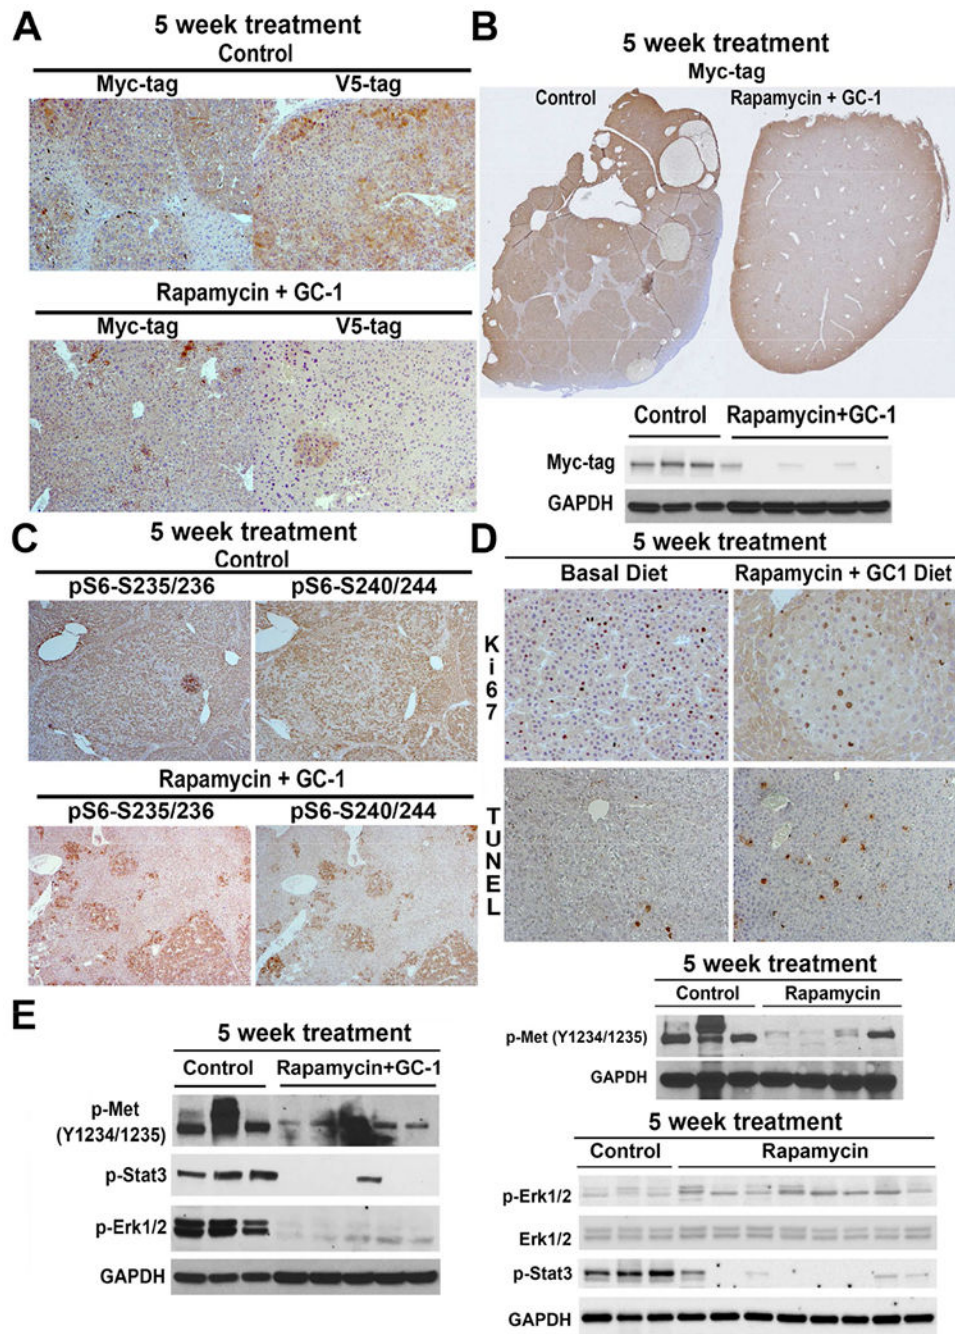 A
5 week treatment
Control
Myc-tag V5-tag
Rapamycin + GC-1
Myc-tag V5-tag
B
5 week treatment
Myc-tag
Control Rapamycin + GC-1
Control Rapamycin+GC-1
Myc-tag
GAPDH
C
5 week treatment
Control
pS6-S235/236 pS6-S240/244
Rapamycin + GC-1
pS6-S235/236 pS6-S240/244
D
5 week treatment
Basal Diet Rapamycin + GC1 Diet
Ki67
TUNEL
E
5 week treatment
Control Rapamycin+GC-1
p-Met
(Y1234/1235)
p-Stat3
p-Erk1/2
GAPDH
5 week treatment
Control Rapamycin
p-Met (Y1234/1235)
GAPDH
5 week treatment
Control Rapamycin
p-Erk1/2
Erk1/2
p-Stat3
GAPDH